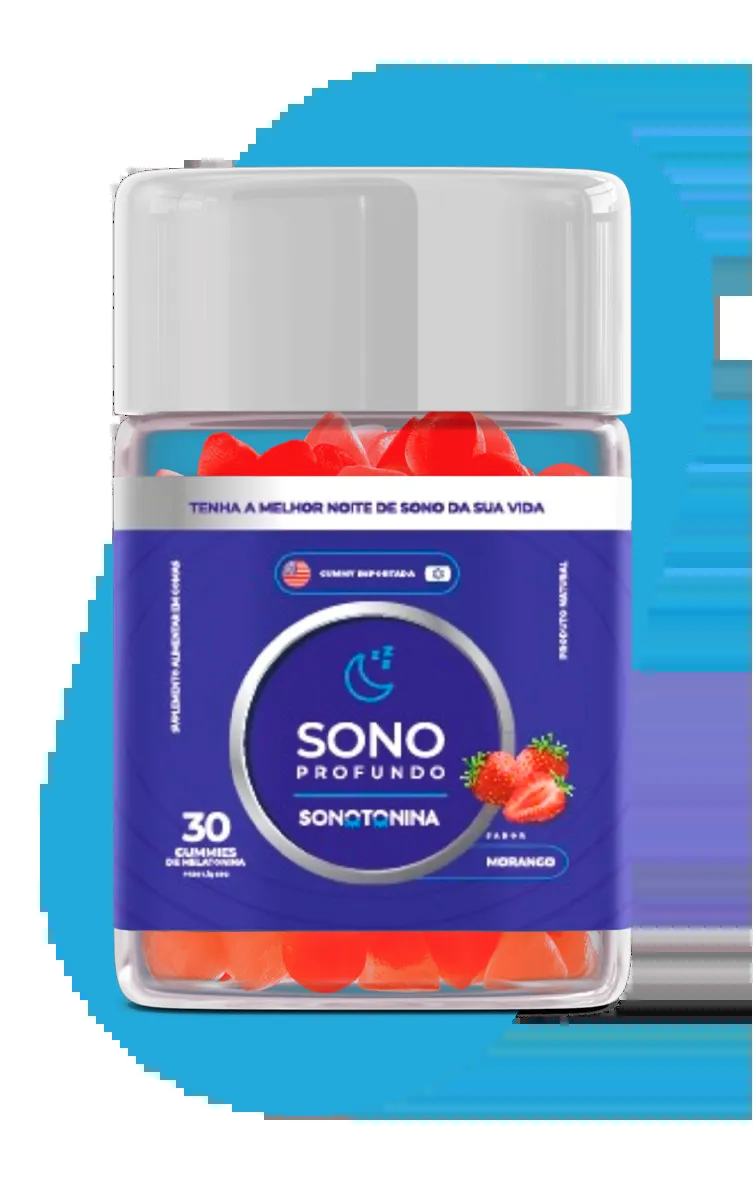 TENHA A MELHOR NOITE DE SONO DA SUA VIDA
GUMMY IMPORTADA
SUPLEMENTO ALIMENTAR EM GOMAS
PRODUTO NATURAL
SONO
PROFUNDO
SONOTONINA
30
GUMMIES
DE MELATONINA
SABOR
MORANGO